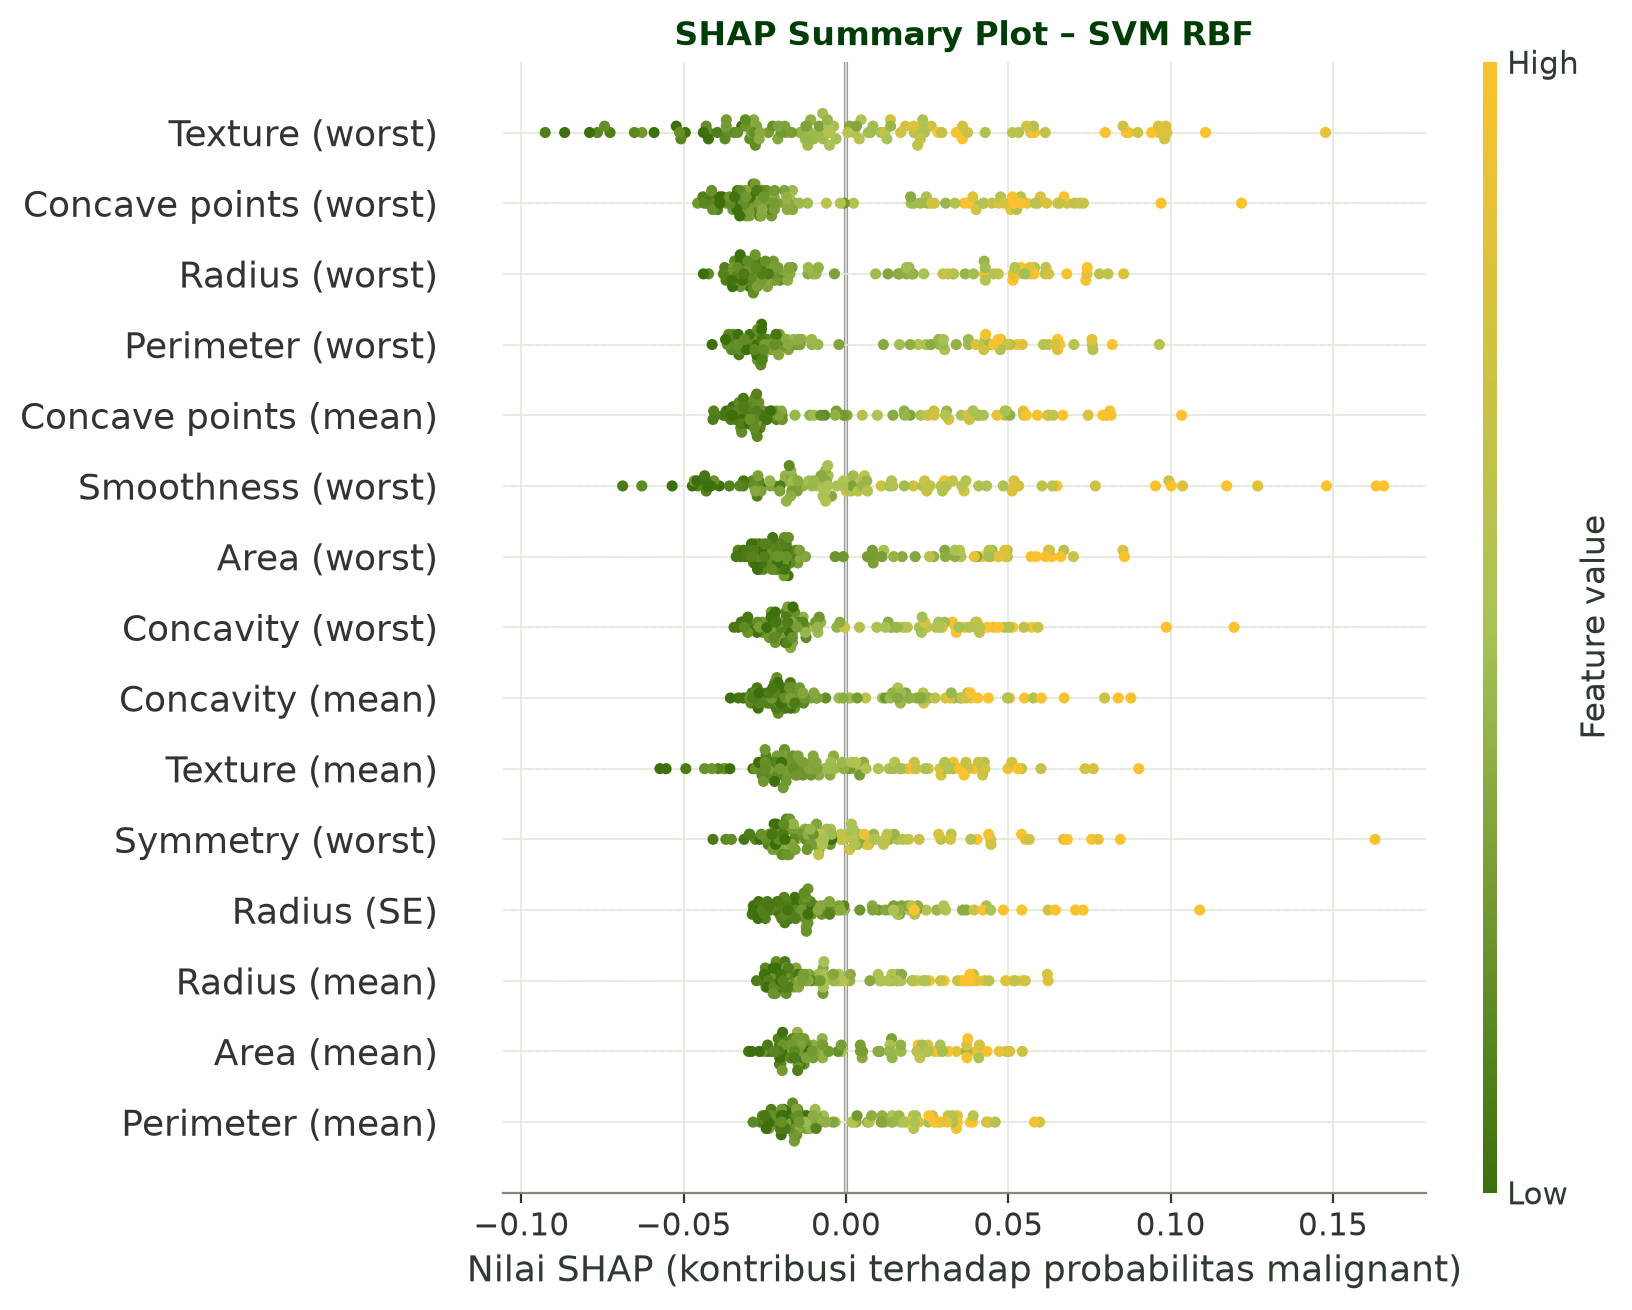 SHAP Summary Plot – SVM RBF
High
Texture (worst)
Concave points (worst)
Radius (worst)
Perimeter (worst)
Concave points (mean)
Smoothness (worst)
Area (worst)
Concavity (worst)
Concavity (mean)
Texture (mean)
Symmetry (worst)
Radius (SE)
Radius (mean)
Area (mean)
Perimeter (mean)
Feature value
Low
−0.10 −0.05 0.00 0.05 0.10 0.15
Nilai SHAP (kontribusi terhadap probabilitas malignant)